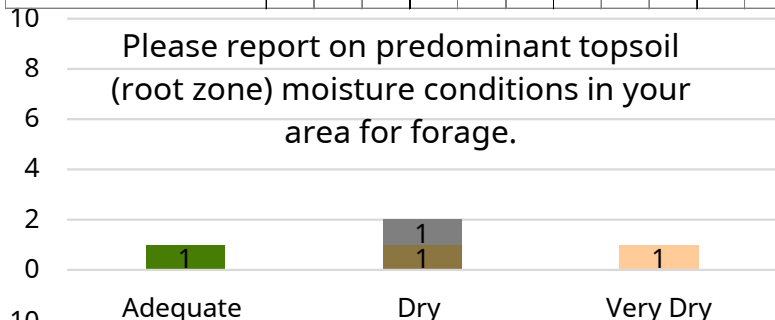 10
Please report on predominant topsoil
8
(root zone) moisture conditions in your
6
area for forage.
4
2
1
1 1 1
0
Adequate Dry Very Dry
10